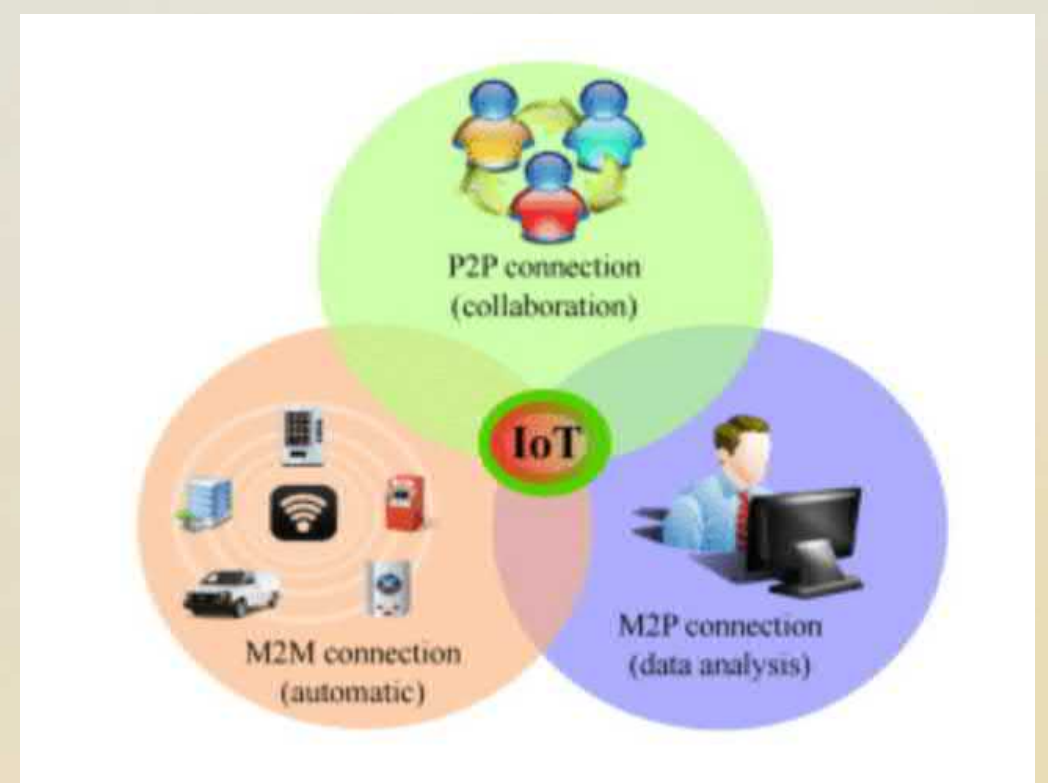 P2P connection
(collaboration)
IoT
M2M connection
(automatic)
M2P connection
(data analysis)